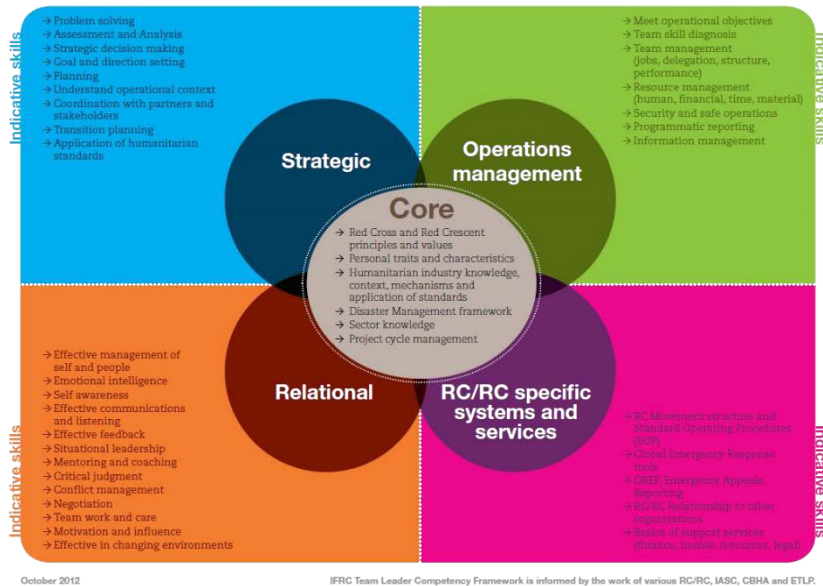 Indicative skills
→ Problem solving
→ Assessment and Analysis
→ Strategic decision making
→ Goal and direction setting
→ Planning
→ Understand operational context
→ Coordination with partners and
stakeholders
→ Transition planning
→ Application of humanitarian
standards
Strategic
Indicative skills
→ Meet operational objectives
→ Team skill diagnosis
→ Team management
(jobs, delegation, structure,
performance)
→ Resource management
(human, financial, time, material)
→ Security and safe operations
→ Programmatic reporting
→ Information management
Operations
management
Core
→ Red Cross and Red Crescent
principles and values
→ Personal traits and characteristics
→ Humanitarian industry knowledge,
context, mechanisms and
application of standards
→ Disaster Management framework
→ Sector knowledge
→ Project cycle management
Indicative skills
→ Effective management of
self and people
→ Emotional intelligence
→ Self awareness
→ Effective communications
and listening
→ Effective feedback
→ Situational leadership
→ Mentoring and coaching
→ Critical judgment
→ Conflict management
→ Negotiation
→ Team work and care
→ Motivation and influence
→ Effective in changing environments
Relational
RC/RC specific
systems and
services
Indicative skills
→ RC Movement structure and
Standard Operating Procedures
(SOP)
→ Global Emergency Response
tools
→ DREF, Emergency Appeals,
Reporting
→ RC/RC Relationship to other
organizations
→ Basics of support services
(finance, human resources, legal)
October 2012
IFRC Team Leader Competency Framework is informed by the work of various RC/RC, IASC, CBHA and ETLP.